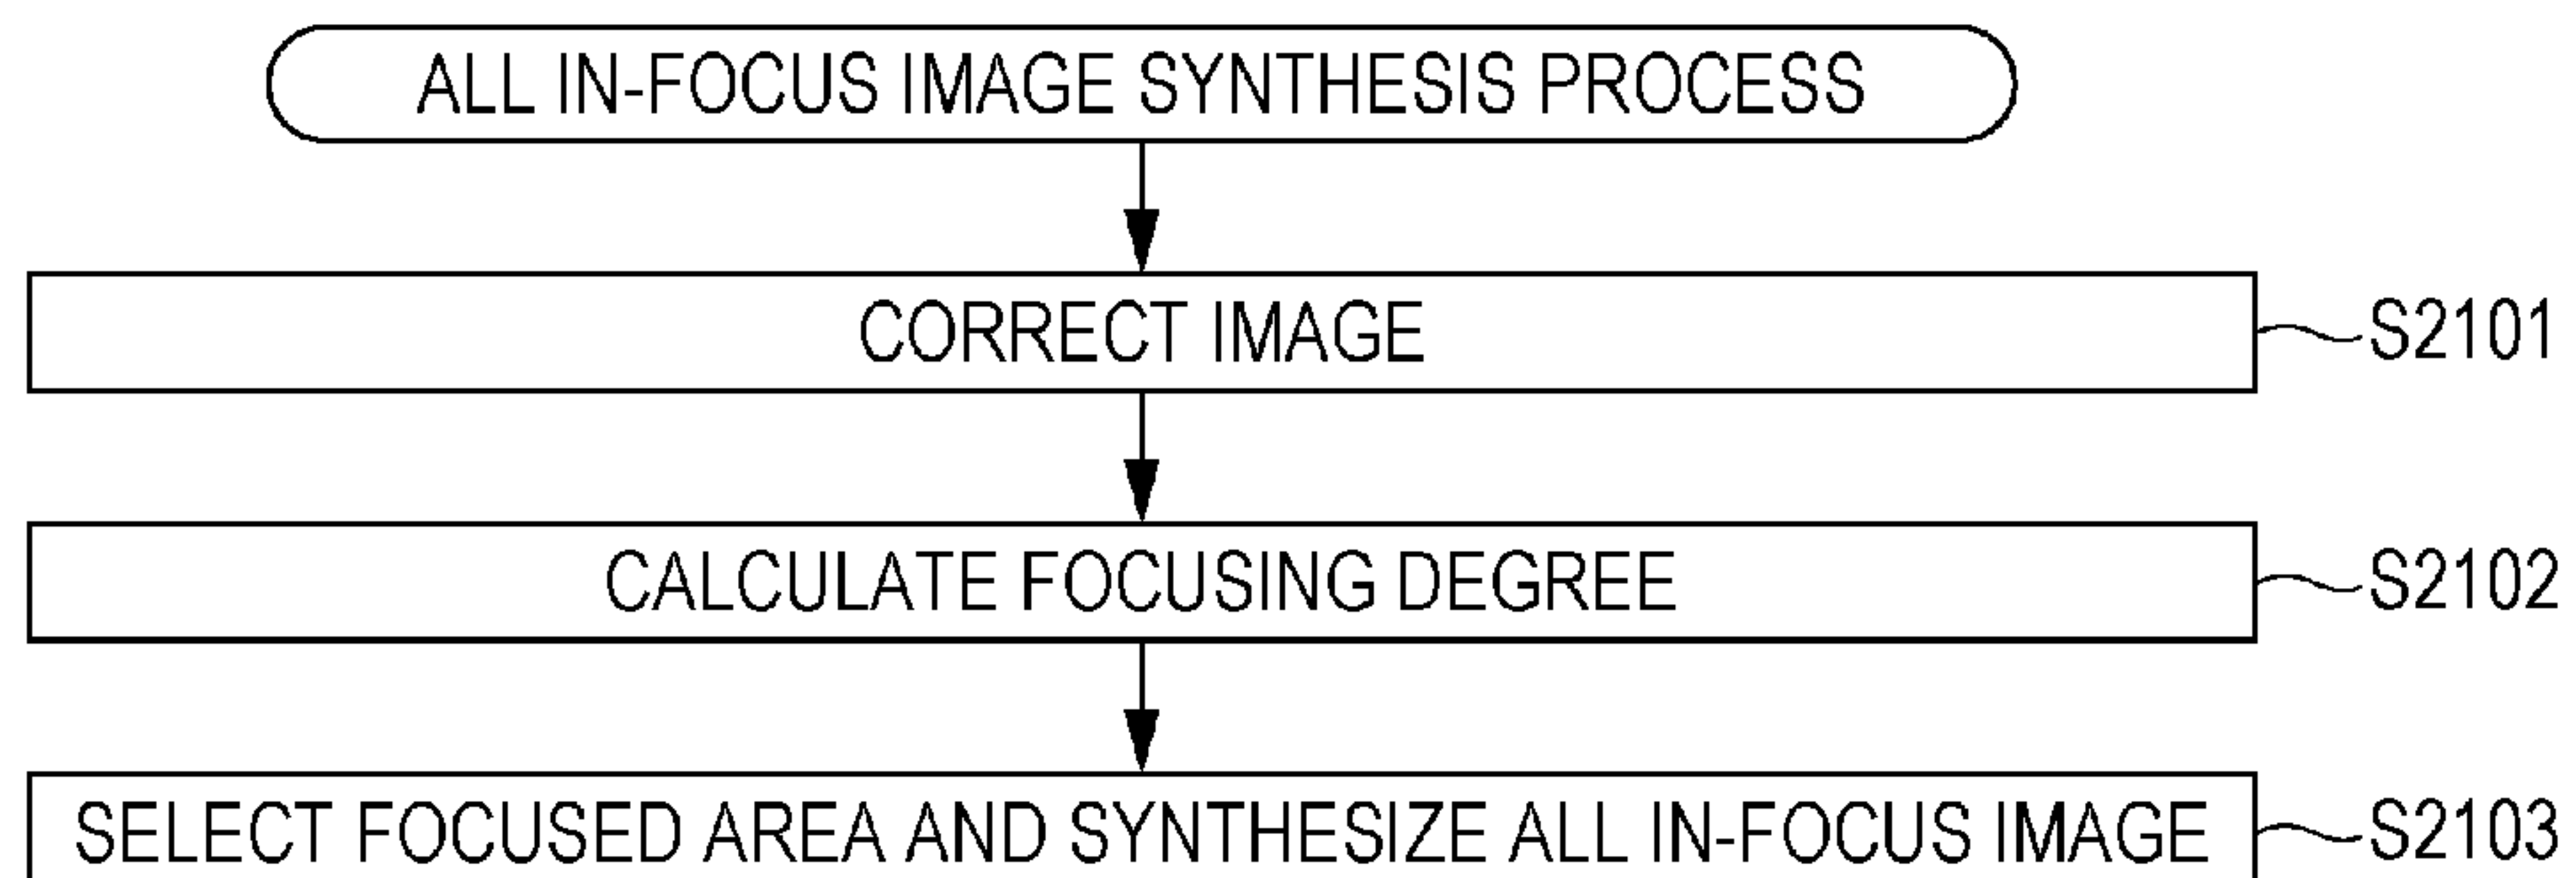 ALL IN-FOCUS IMAGE SYNTHESIS PROCESS
CORRECT IMAGE
S2101
CALCULATE FOCUSING DEGREE
S2102
SELECT FOCUSED AREA AND SYNTHESIZE ALL IN-FOCUS IMAGE
S2103